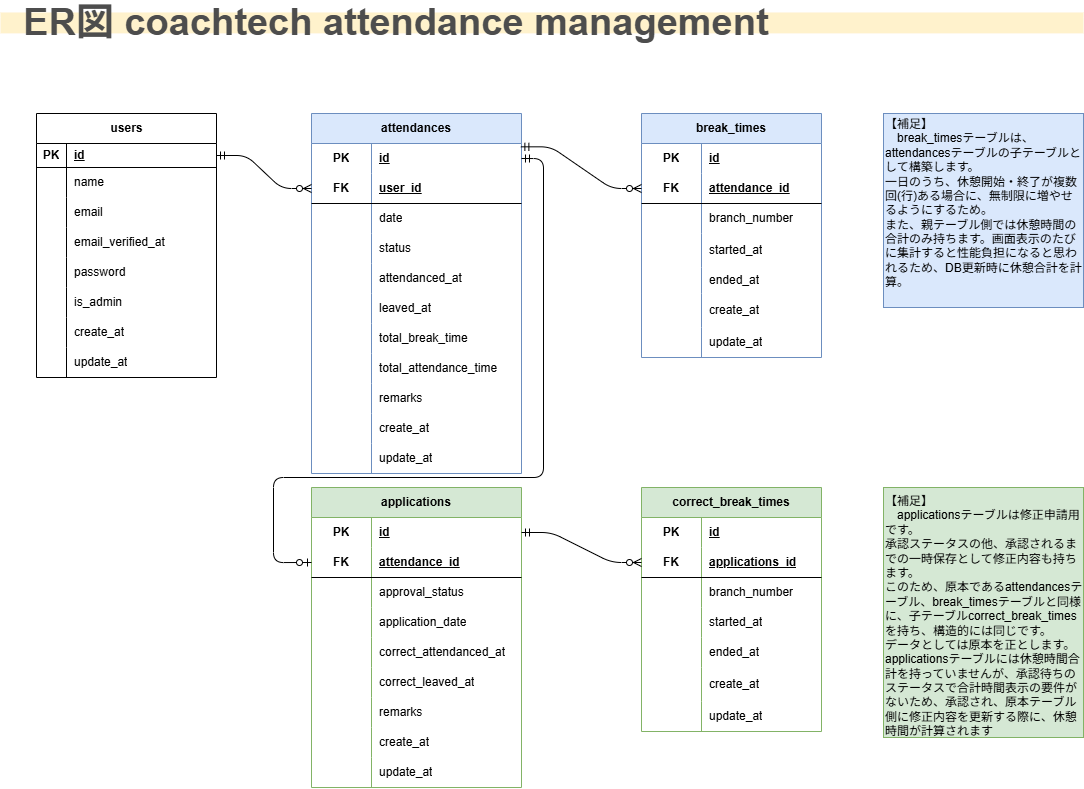 ER図 coachtech attendance management
users
PK id
name
email
email_verified_at
password
is_admin
create_at
update_at
attendances
PK id
FK user_id
date
status
attendanced_at
leaved_at
total_break_time
total_attendance_time
remarks
create_at
update_at
break_times
PK id
FK attendance_id
branch_number
started_at
ended_at
create_at
update_at
【補足】
　break_timesテーブルは、
attendancesテーブルの子テーブルと
して構築します。
一日のうち、休憩開始・終了が複数
回(行)ある場合に、無制限に増やせ
るようにするため。
また、親テーブル側では休憩時間の
合計のみ持ちます。画面表示のたび
に集計すると性能負担になると思わ
れるため、DB更新時に休憩合計を計
算。
applications
PK id
FK attendance_id
approval_status
application_date
correct_attendanced_at
correct_leaved_at
remarks
create_at
update_at
correct_break_times
PK id
FK applications_id
branch_number
started_at
ended_at
create_at
update_at
【補足】
　applicationsテーブルは修正申請用
です。
承認ステータスの他、承認されるま
での一時保存として修正内容も持ち
ます。
このため、原本であるattendancesテ
ーブル、break_timesテーブルと同様
に、子テーブルcorrect_break_times
を持ち、構造的には同じです。
データとしては原本を正とします。
applicationsテーブルには休憩時間合
計を持っていませんが、承認待ちの
ステータスで合計時間表示の要件が
ないため、承認され、原本テーブル
側に修正内容を更新する際に、休憩
時間が計算されます